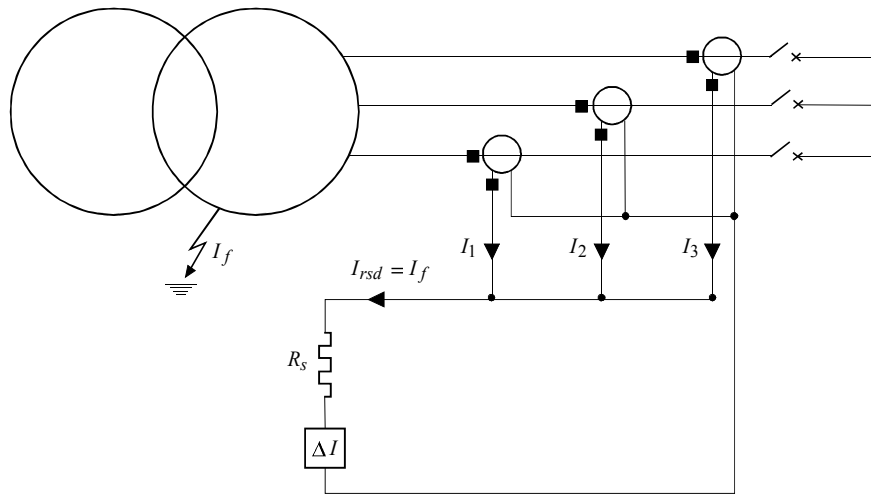 I_f
I_1
I_2
I_3
I_rsd = I_f
R_s
ΔI